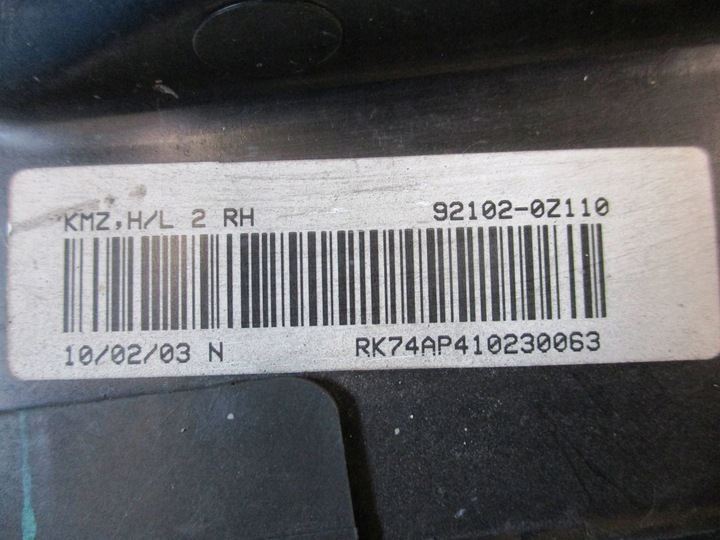 KMZ,H/L 2 RH 92102-0Z110
10/02/03 N RK74AP410230063